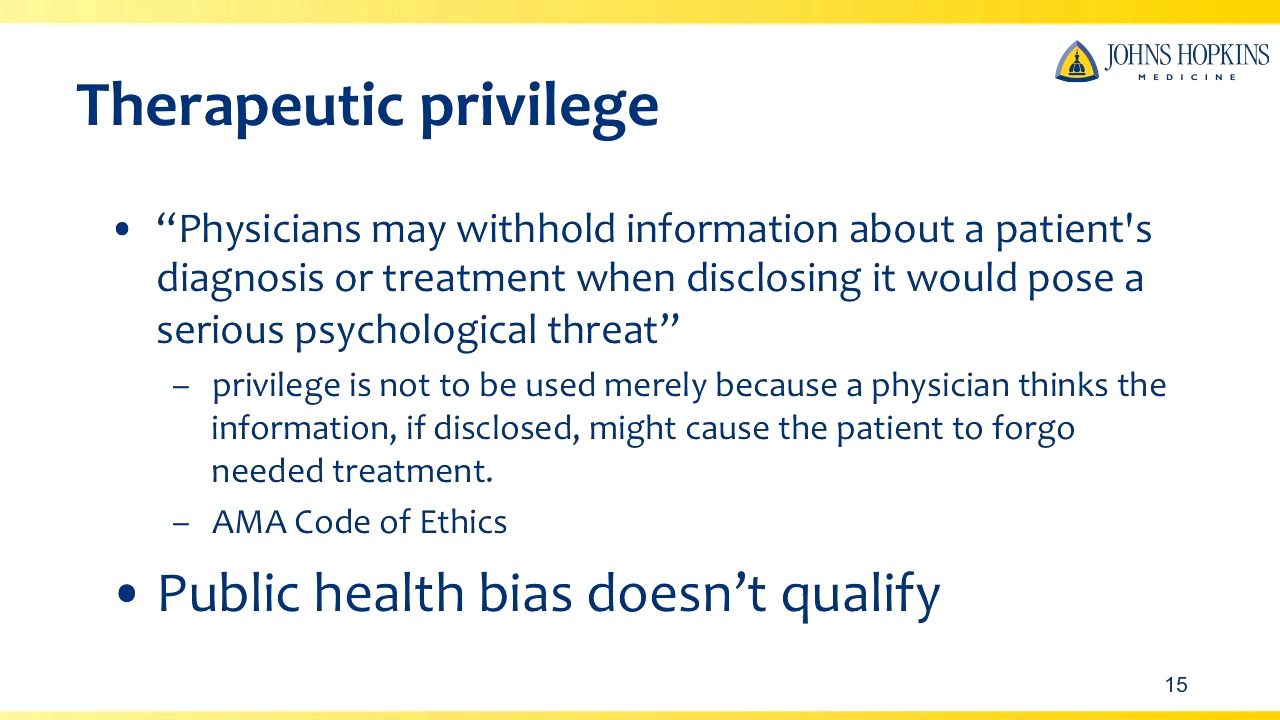 JOHNS HOPKINS
MEDICINE
Therapeutic privilege
• “Physicians may withhold information about a patient's
diagnosis or treatment when disclosing it would pose a
serious psychological threat”
– privilege is not to be used merely because a physician thinks the
information, if disclosed, might cause the patient to forgo
needed treatment.
– AMA Code of Ethics
• Public health bias doesn’t qualify
15